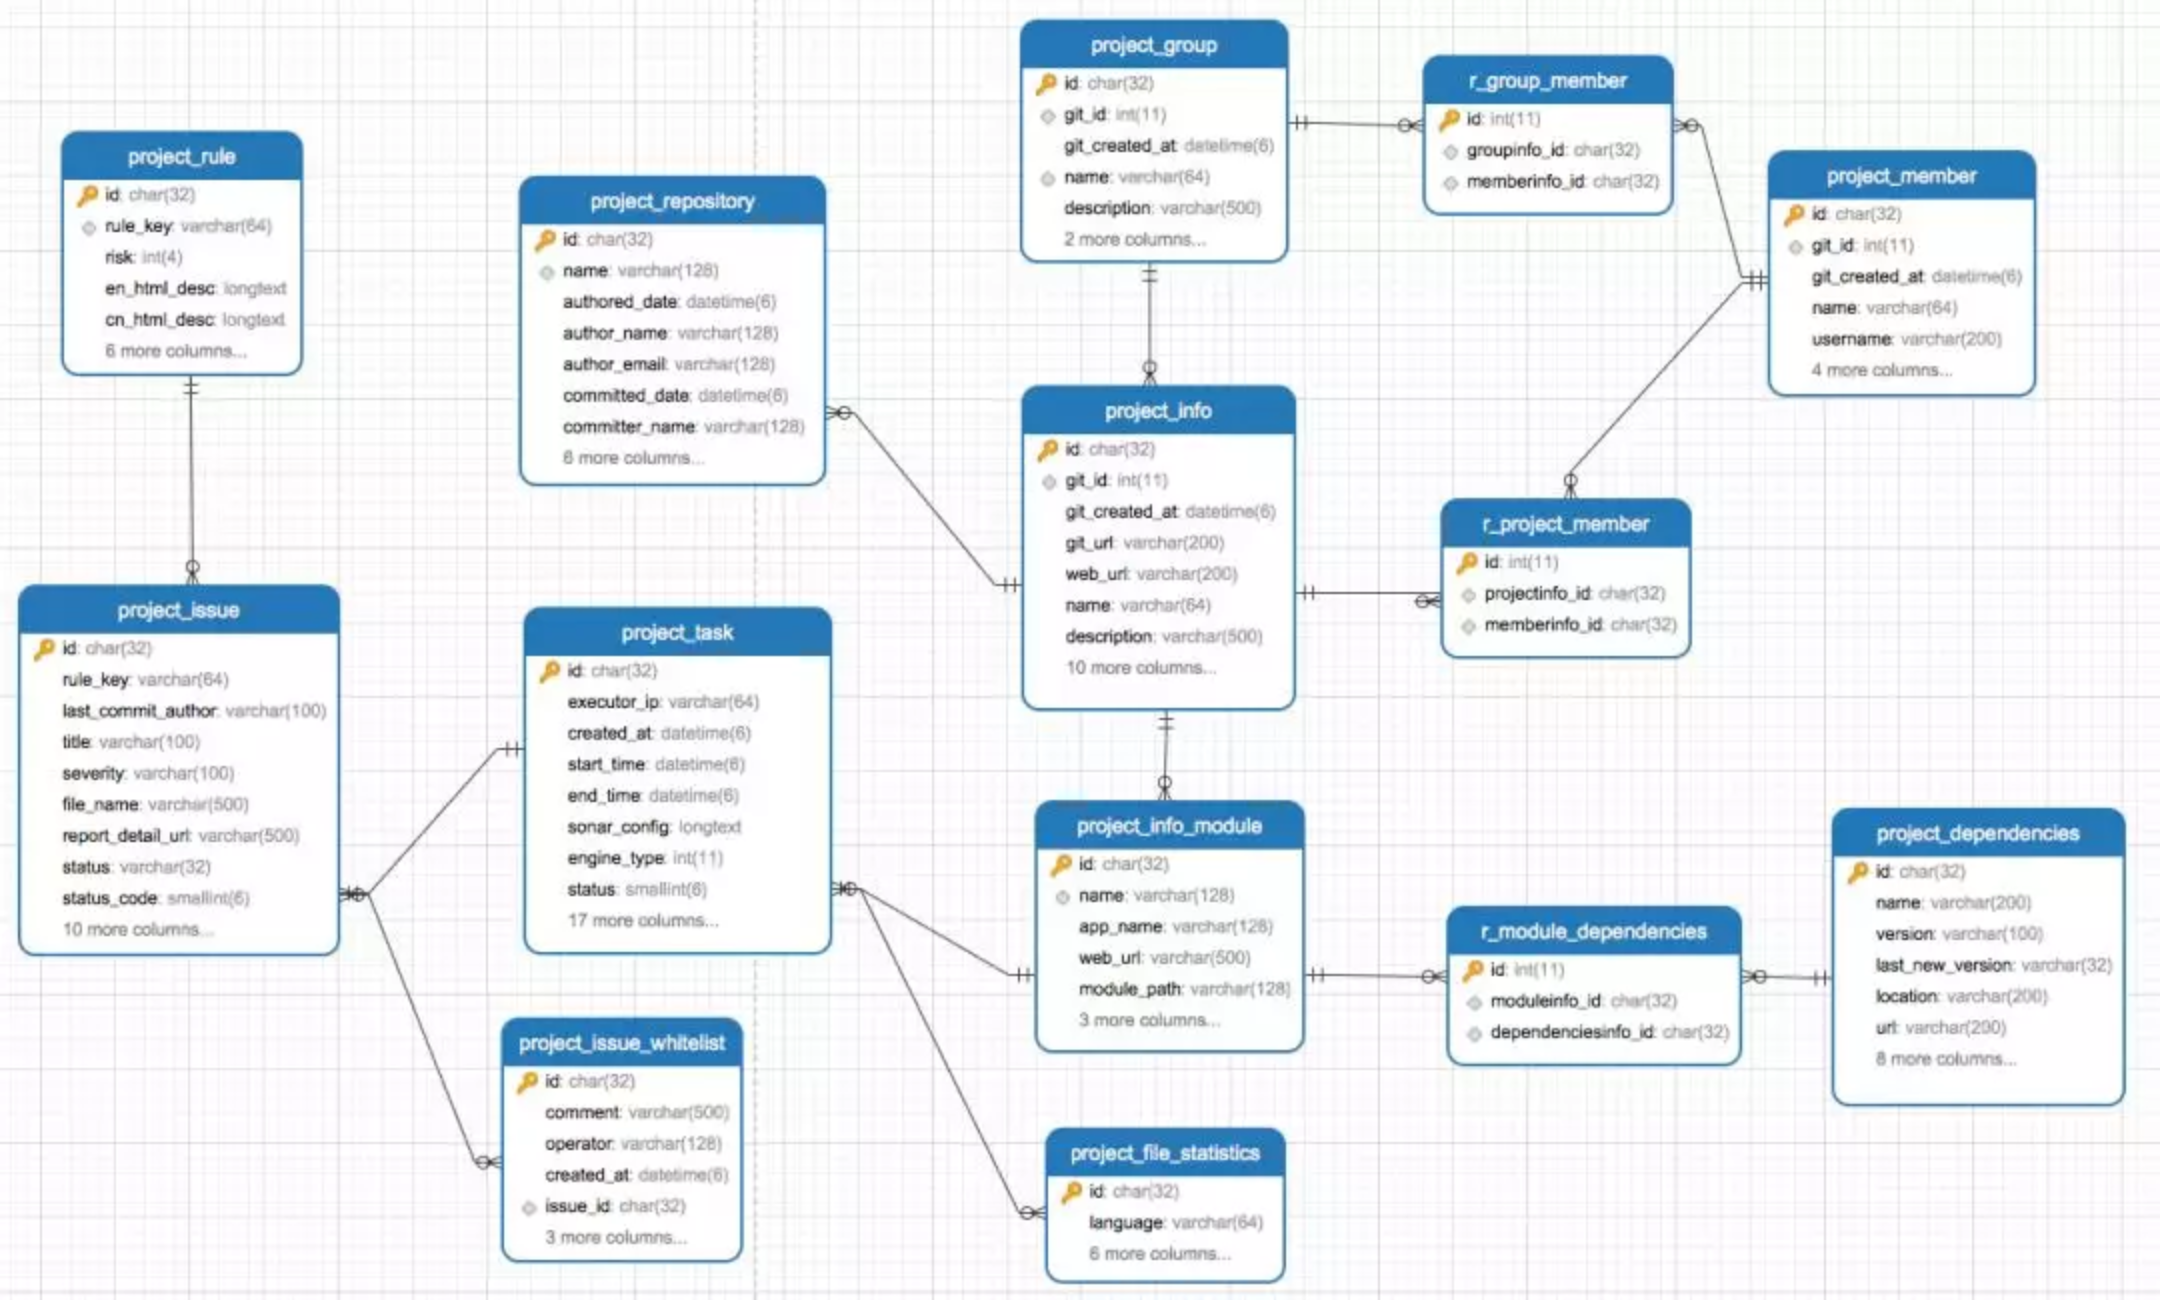 project_group
id: char(32)
git_id: int(11)
git_created_at: datetime(6)
name: varchar(64)
description: varchar(500)
2 more columns...
r_group_member
id: int(11)
groupinfo_id: char(32)
memberinfo_id: char(32)
project_rule
id: char(32)
rule_key: varchar(64)
risk: int(4)
en_html_desc: longtext
cn_html_desc: longtext
6 more columns...
project_member
id: char(32)
git_id: int(11)
git_created_at: datetime(6)
name: varchar(64)
username: varchar(200)
4 more columns...
project_repository
id: char(32)
name: varchar(128)
authored_date: datetime(6)
author_name: varchar(128)
author_email: varchar(128)
committed_date: datetime(6)
committer_name: varchar(128)
6 more columns...
project_info
id: char(32)
git_id: int(11)
git_created_at: datetime(6)
git_url: varchar(200)
web_url: varchar(200)
name: varchar(64)
description: varchar(500)
10 more columns...
r_project_member
id: int(11)
projectinfo_id: char(32)
memberinfo_id: char(32)
project_issue
id: char(32)
rule_key: varchar(64)
last_commit_author: varchar(100)
title: varchar(100)
severity: varchar(100)
file_name: varchar(500)
report_detail_url: varchar(500)
status: varchar(32)
status_code: smallint(6)
10 more columns...
project_task
id: char(32)
executor_ip: varchar(64)
created_at: datetime(6)
start_time: datetime(6)
end_time: datetime(6)
sonar_config: longtext
engine_type: int(11)
status: smallint(6)
17 more columns...
project_info_module
id: char(32)
name: varchar(128)
app_name: varchar(128)
web_url: varchar(500)
module_path: varchar(128)
3 more columns...
project_dependencies
id: char(32)
name: varchar(200)
version: varchar(100)
last_new_version: varchar(32)
location: varchar(200)
url: varchar(200)
8 more columns...
r_module_dependencies
id: int(11)
moduleinfo_id: char(32)
dependenciesinfo_id: char(32)
project_issue_whitelist
id: char(32)
comment: varchar(500)
operator: varchar(128)
created_at: datetime(6)
issue_id: char(32)
3 more columns...
project_file_statistics
id: char(32)
language: varchar(64)
6 more columns...